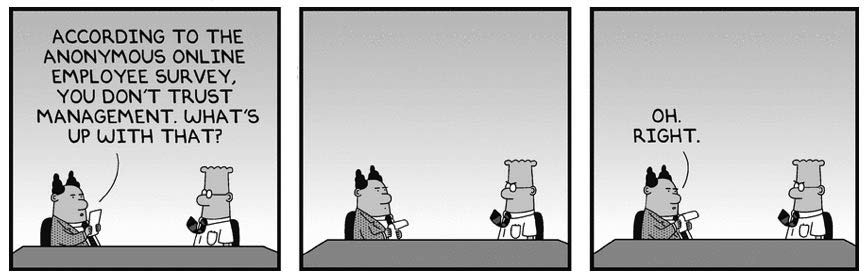 ACCORDING TO THE
ANONYMOUS ONLINE
EMPLOYEE SURVEY,
YOU DON'T TRUST
MANAGEMENT. WHAT'S
UP WITH THAT?
OH.
RIGHT.